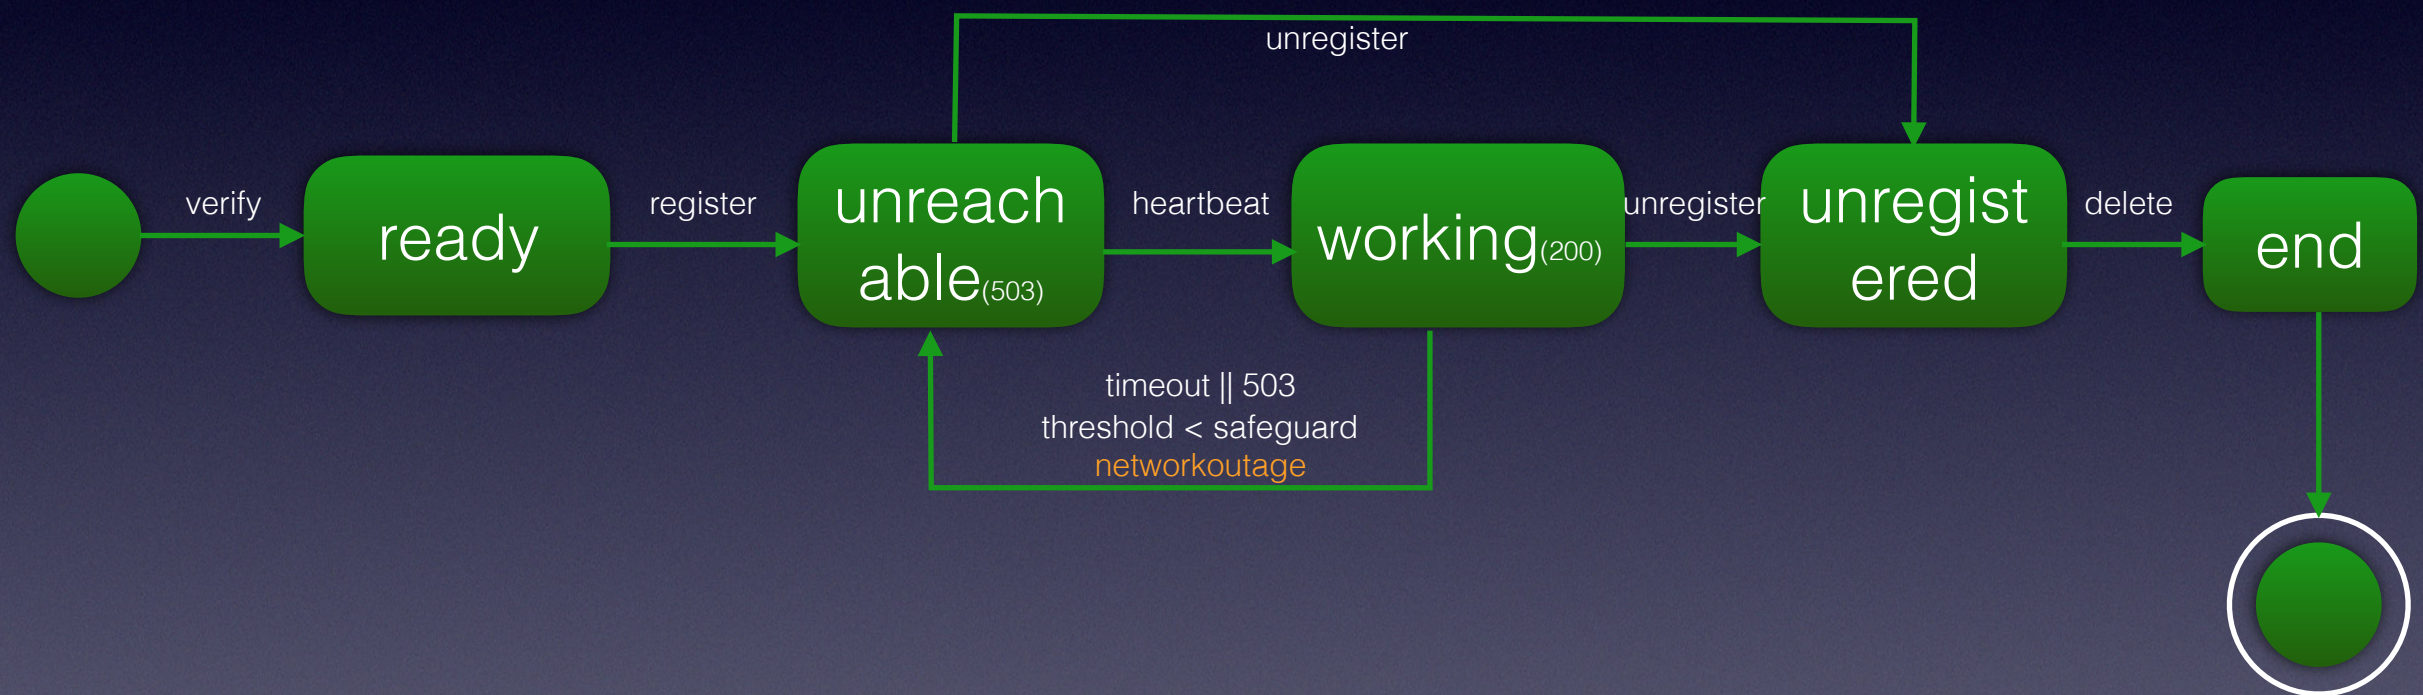 unregister
verify
ready
register
unreach
able(503)
heartbeat
working(200)
unregister
unregist
ered
delete
end
timeout || 503
threshold < safeguard
networkoutage